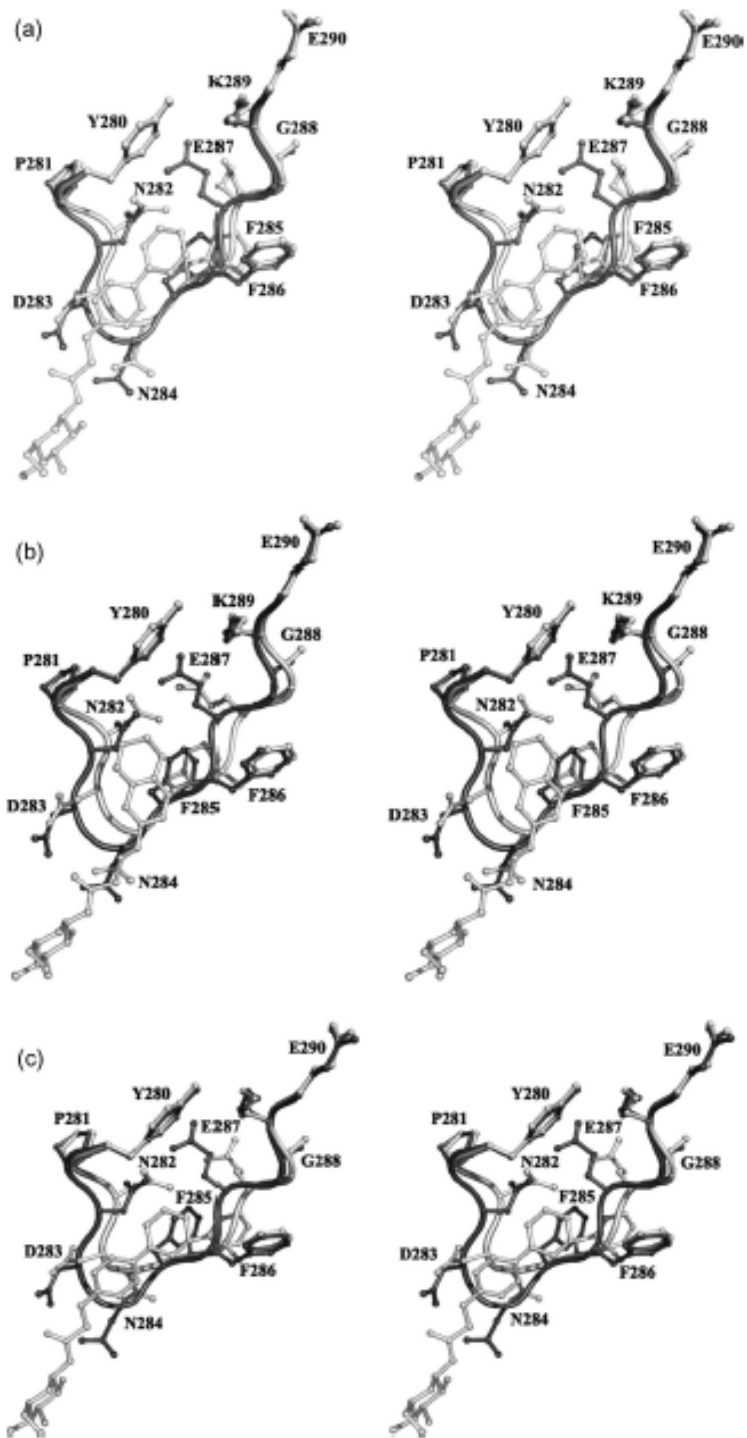 (a)
E290 E290
K289 K289
Y280 G288 Y280 G288
P281 E287 P281 E287
N282 N282
F285 F285
D283 F286 D283 F286
N284 N284
(b)
E290 E290
Y280 K289 Y280 K289
P281 G288 P281 G288
E287 E287
N282 N282
D283 F285 F286 D283 F285 F286
N284 N284
(c)
E290 E290
Y280 Y280
P281 E287 P281 E287
N282 G288 N282 G288
F285 F285
D283 F286 D283 F286
N284 N284